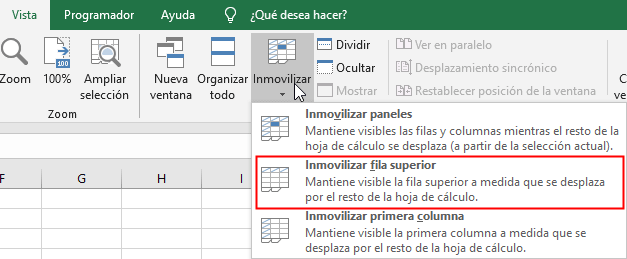 Vista Programador Ayuda ¿Qué desea hacer?
Zoom
100%
100
Ampliar
selección
Zoom
Nueva
ventana
Organizar
todo
Inmovilizar
Dividir
Ocultar
Mostrar
Ver en paralelo
Desplazamiento sincrónico
Restablecer posición de la ventana
C
ve
Inmovilizar paneles
Mantiene visibles las filas y columnas mientras el resto de la
hoja de cálculo se desplaza (a partir de la selección actual).
Inmovilizar fila superior
Mantiene visible la fila superior a medida que se desplaza
por el resto de la hoja de cálculo.
Inmovilizar primera columna
Mantiene visible la primera columna a medida que se
desplaza por el resto de la hoja de cálculo.
F G H I